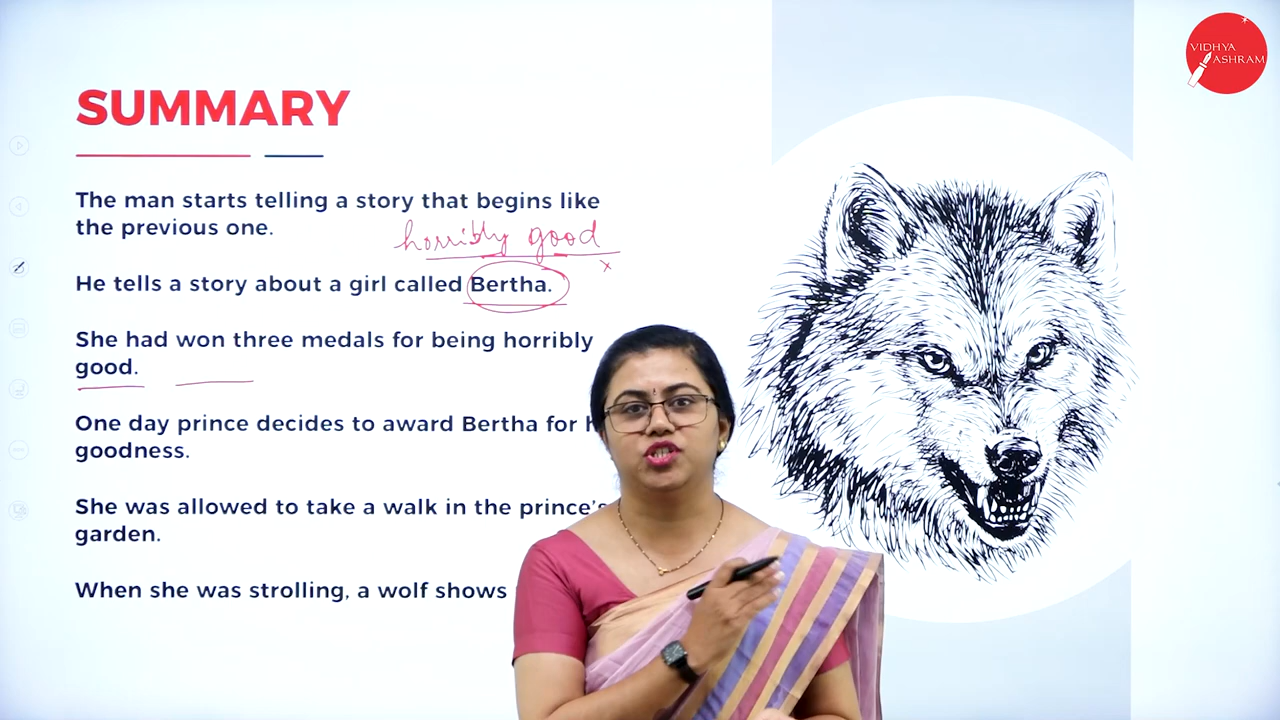 VIDHYA
ASHRAM
SUMMARY
The man starts telling a story that begins like
the previous one.
horribly good
He tells a story about a girl called Bertha.
She had won three medals for being horribly
good.
One day prince decides to award Bertha for
goodness.
She was allowed to take a walk in the prince's
garden.
When she was strolling, a wolf shows